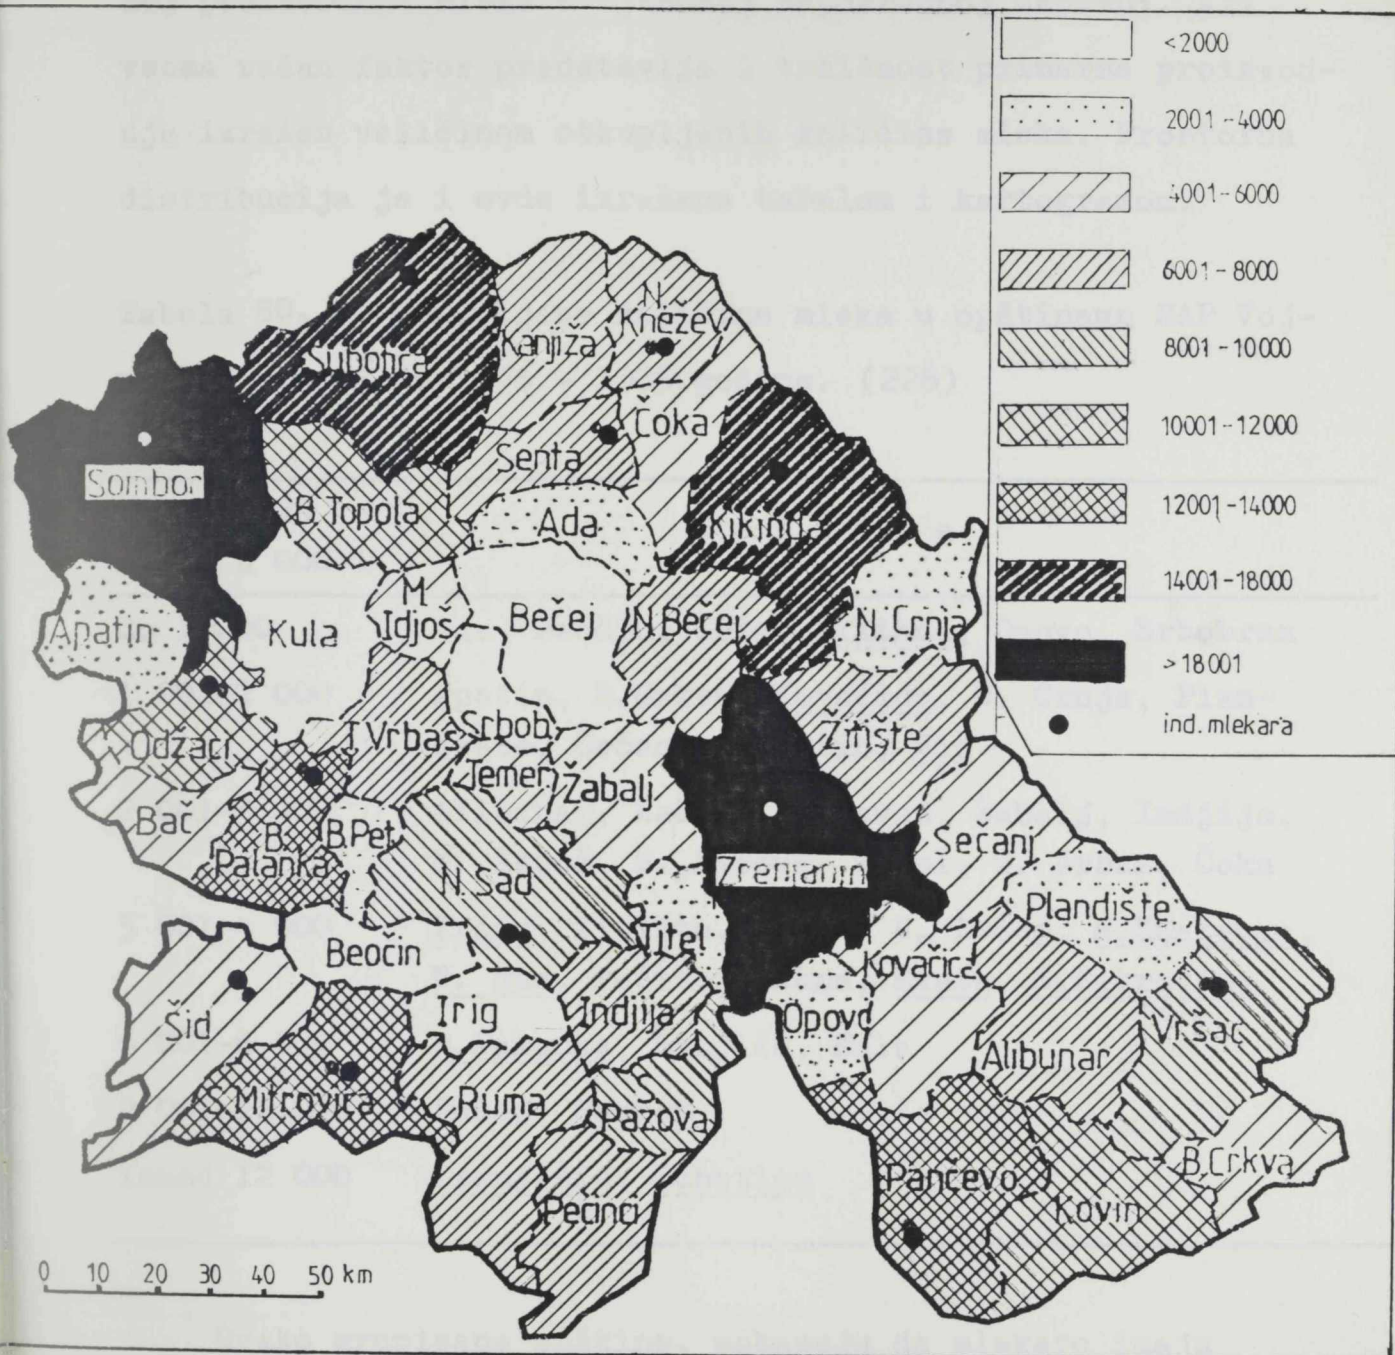 <2000
2001-4000
4001-6000
6001-8000
8001-10000
10001-12000
12001-14000
14001-18000
>18001
ind. mlekara
Subotica
Kanjiža
N. Knežev
Čoka
Senta
Sombor
B. Topola
Ada
Kikinda
Apatin
Kula
M. Idjoš
Bečej
N. Bečej
N. Crnja
Odžaci
Vrbas
Srbob.
Temer.
Žabalj
Žitište
Bač
B. Palanka
B. Pet.
N. Sad
Zrenjanin
Sečanj
Plandište
Titel
Beočin
Kovačica
Šid
Irig
Indjija
Opovo
Alibunar
Vršac
S. Mitrovica
Ruma
S. Pazova
Pančevo
B. Crkva
Pećinci
Kovin
0 10 20 30 40 50 km